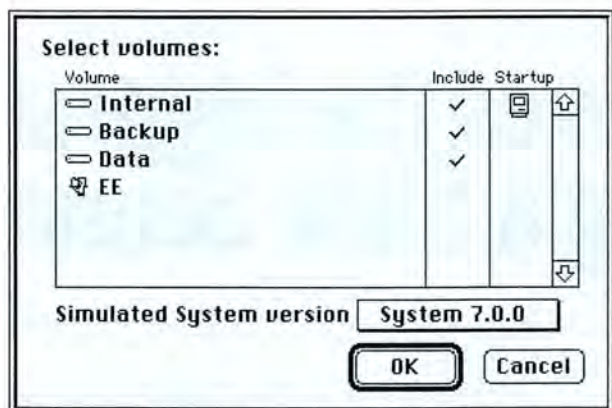 Select volumes:
Volume Include Startup
Internal ✓
Backup ✓
Data ✓
EE
Simulated System version System 7.0.0
OK Cancel